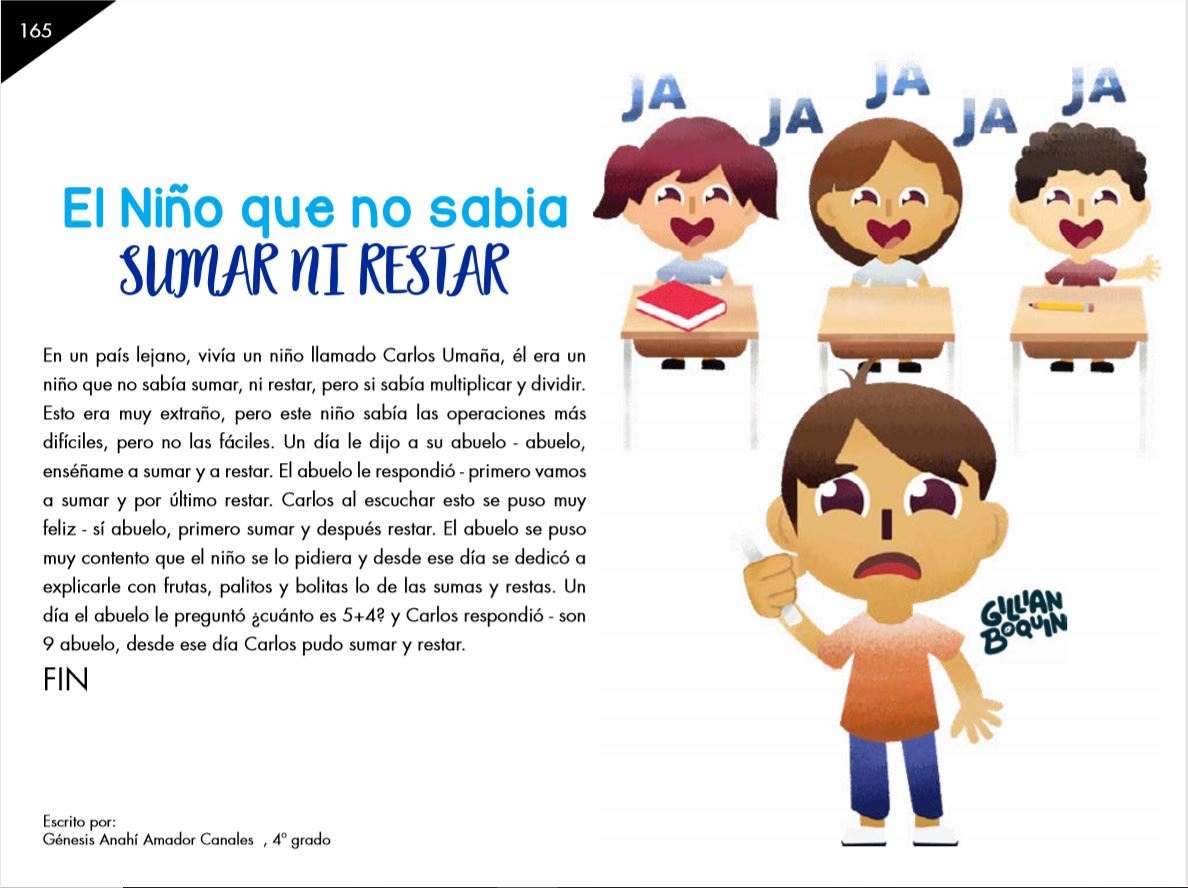 165
El Niño que no sabia
SUMAR NI RESTAR
En un país lejano, vivía un niño llamado Carlos Umaña, él era un
niño que no sabía sumar, ni restar, pero si sabía multiplicar y dividir.
Esto era muy extraño, pero este niño sabía las operaciones más
difíciles, pero no las fáciles. Un día le dijo a su abuelo - abuelo,
enséñame a sumar y a restar. El abuelo le respondió - primero vamos
a sumar y por último restar. Carlos al escuchar esto se puso muy
feliz - sí abuelo, primero sumar y después restar. El abuelo se puso
muy contento que el niño se lo pidiera y desde ese día se dedicó a
explicarle con frutas, palitos y bolitas lo de las sumas y restas. Un
día el abuelo le preguntó ¿cuánto es 5+4? y Carlos respondió - son
9 abuelo, desde ese día Carlos pudo sumar y restar.
FIN
Escrito por:
Génesis Anahí Amador Canales , 4º grado
JA JA JA JA JA
GILLIAN
BOQUIN